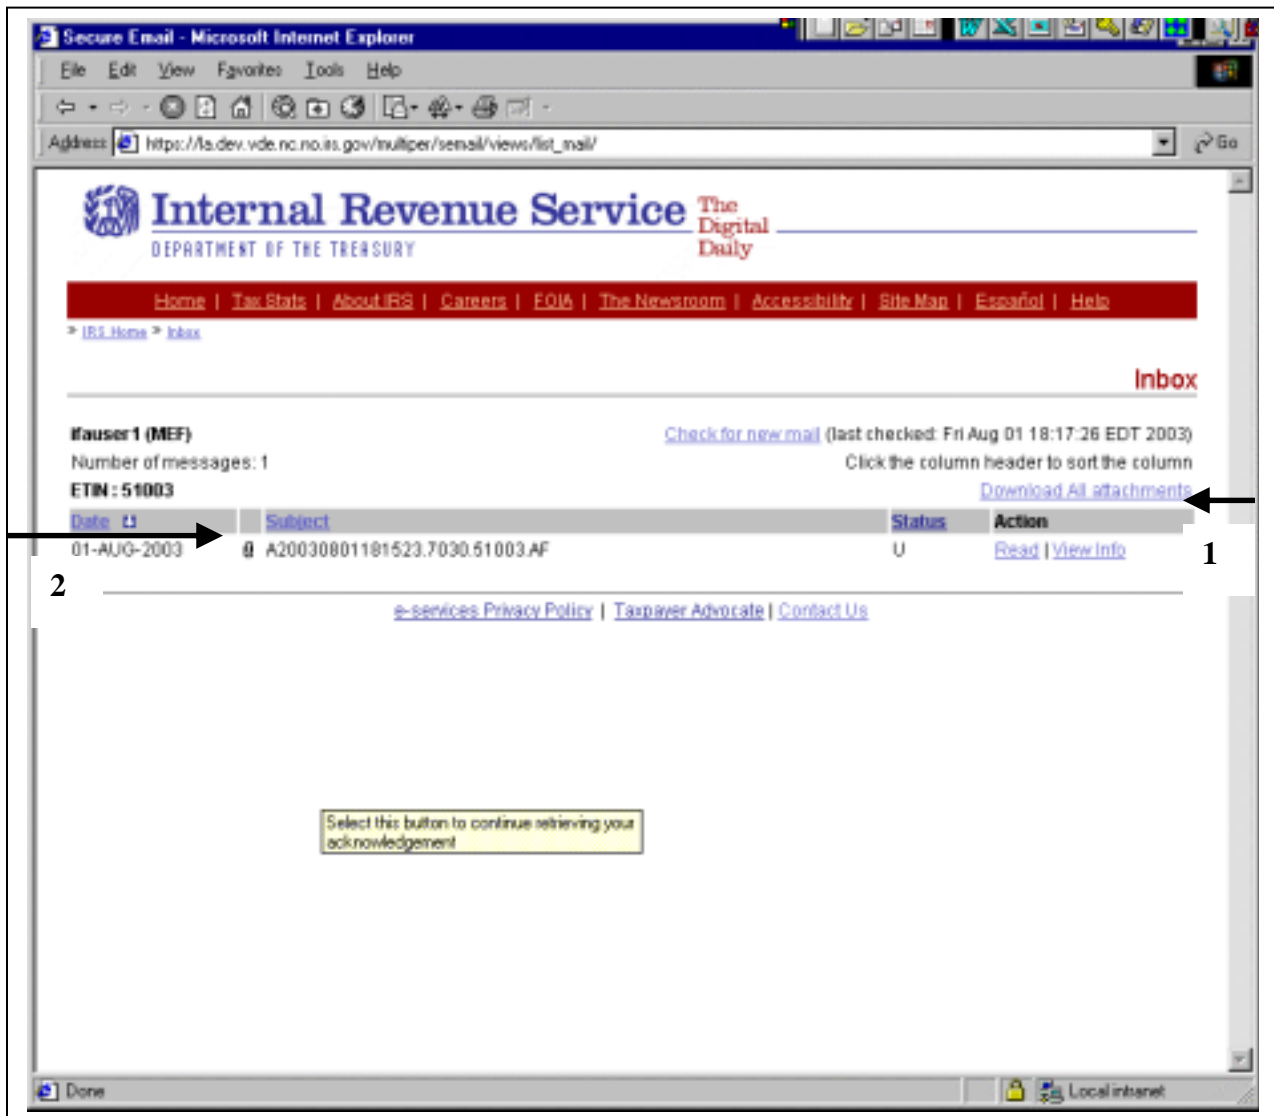 Secure Email - Microsoft Internet Explorer
File Edit View Favorites Tools Help
Address https://la.dev.vde.nc.no.irs.gov/multiper/semail/views/list_mail/ Go
Internal Revenue Service The Digital Daily
DEPARTMENT OF THE TREASURY
Home | Tax Stats | About IRS | Careers | FOIA | The Newsroom | Accessibility | Site Map | Español | Help
» IRS Home » Inbox
Inbox
ifauser1 (MEF) Check for new mail (last checked: Fri Aug 01 18:17:26 EDT 2003)
Number of messages: 1 Click the column header to sort the column
ETIN : 51003 Download All attachments
Date Subject Status Action
01-AUG-2003 A20030801181523.7030.51003.AF U Read | View Info
1
2
e-services Privacy Policy | Taxpayer Advocate | Contact Us
Select this button to continue retrieving your
acknowledgement
Done Local intranet